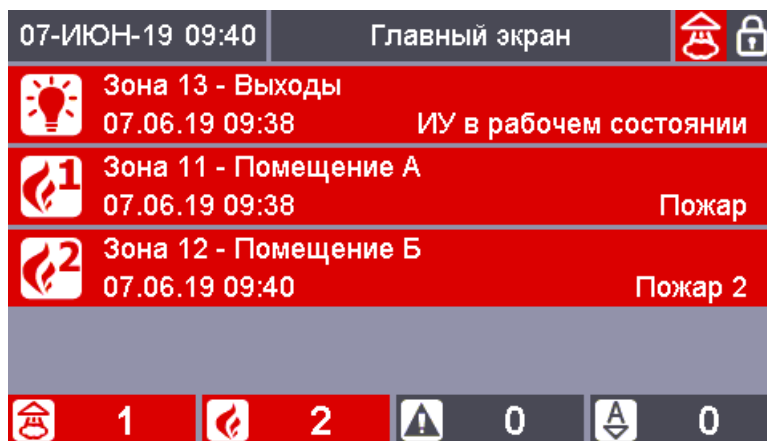 07-ИЮН-19 09:40 Главный экран
Зона 13 - Выходы
07.06.19 09:38 ИУ в рабочем состоянии
1
Зона 11 - Помещение А
07.06.19 09:38 Пожар
2
Зона 12 - Помещение Б
07.06.19 09:40 Пожар 2
1 2 0 A 0